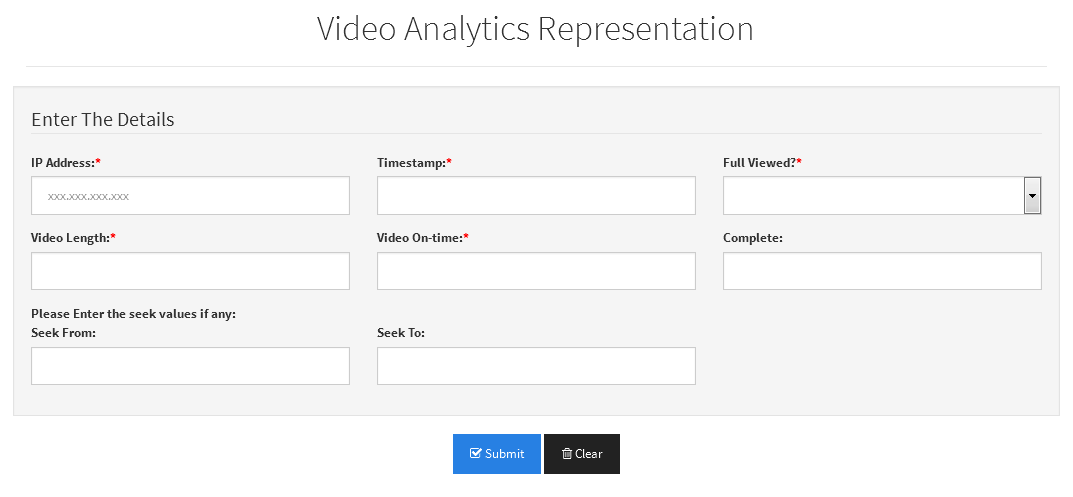 Video Analytics Representation
Enter The Details
IP Address:* Timestamp:* Full Viewed?*
xxx.xxx.xxx.xxx
Video Length:* Video On-time:* Complete:
Please Enter the seek values if any:
Seek From: Seek To:
Submit Clear